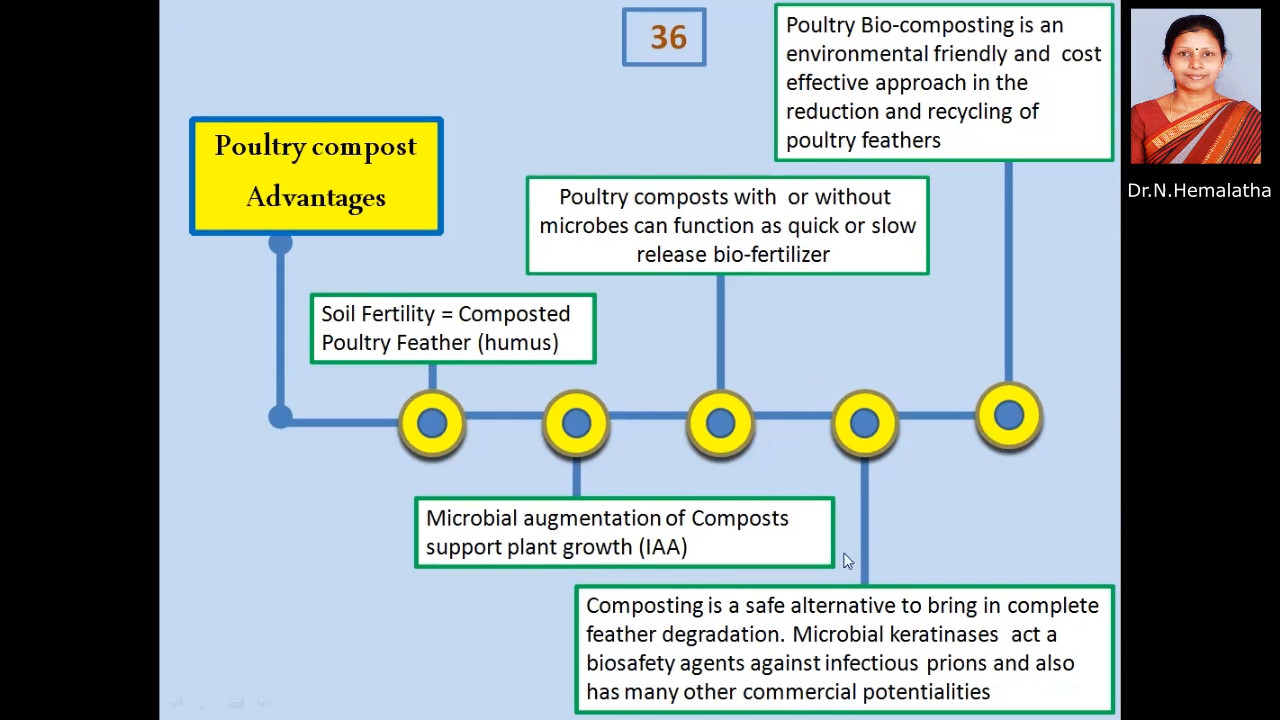 36
Poultry Bio-composting is an
environmental friendly and cost
effective approach in the
reduction and recycling of
poultry feathers
Dr.N.Hemalatha
Poultry compost
Advantages
Poultry composts with or without
microbes can function as quick or slow
release bio-fertilizer
Soil Fertility = Composted
Poultry Feather (humus)
Microbial augmentation of Composts
support plant growth (IAA)
Composting is a safe alternative to bring in complete
feather degradation. Microbial keratinases act a
biosafety agents against infectious prions and also
has many other commercial potentialities